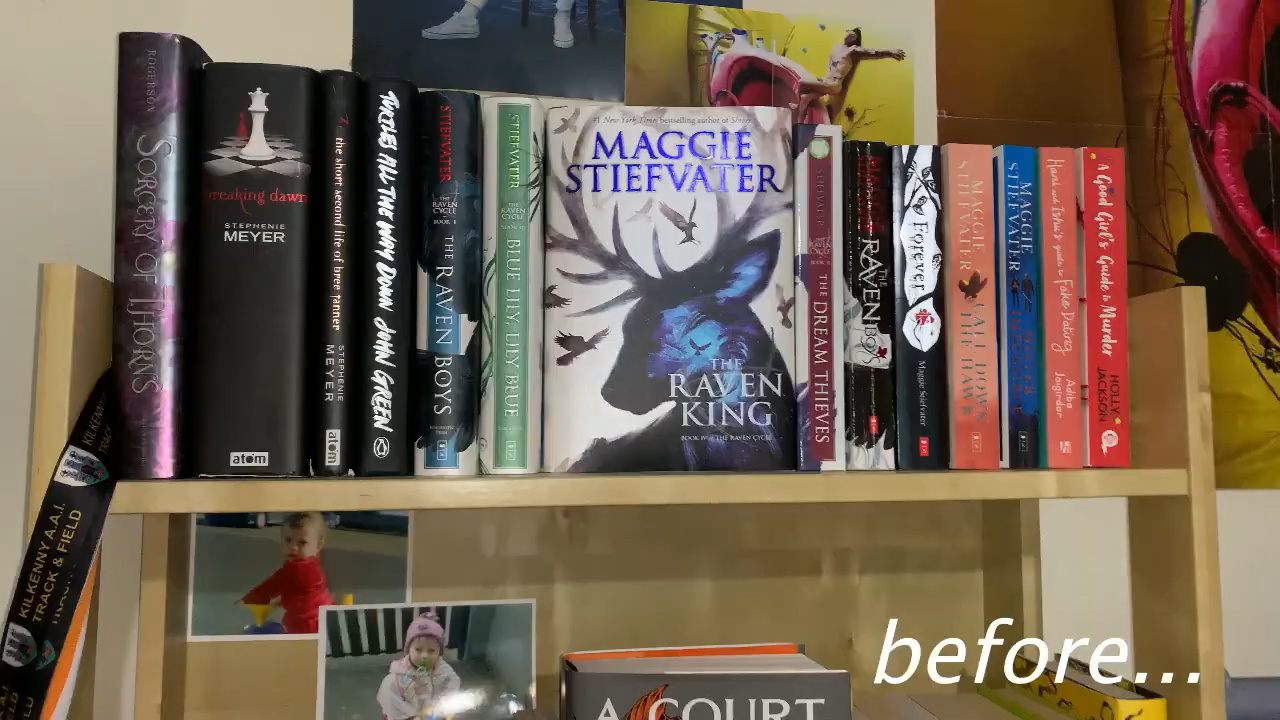 ROGERSON
SORCERY OF THORNS
breaking dawn
STEPHENIE
MEYER
atom
the short second life of bree tanner
STEPHENIE
MEYER
atom
TURTLES ALL THE WAY DOWN JOHN GREEN
STIEFVATER
THE
RAVEN
CYCLE
BOOK I
THE RAVEN BOYS
STIEFVATER
THE
RAVEN
CYCLE
BLUE LILY, LILY BLUE
#1 New York Times bestselling author of Shiver
MAGGIE
STIEFVATER
THE
RAVEN
KING
BOOK IV OF THE RAVEN CYCLE
STIEFVATER
THE DREAM THIEVES
THE
RAVEN
BOYS
Forever
Maggie Stiefvater
MAGGIE
STIEFVATER
CALL DOWN
THE HAWK
MAGGIE
STIEFVATER
Hani and Ishu's guide to Fake Dating
Adiba
Jaigirdar
A GOOD GIRL'S GUIDE to MURDER
HOLLY
JACKSON
KILKENNY
TRACK
KILKENNY A.A.I.
TRACK & FIELD
A COURT
before...